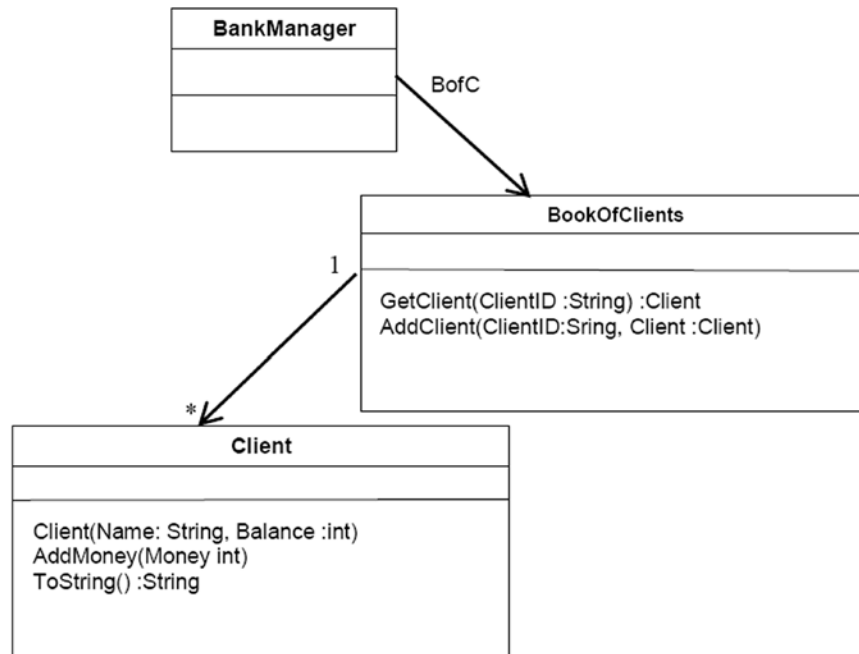 BankManager
BofC
BookOfClients
1
GetClient(ClientID :String) :Client
AddClient(ClientID:Sring, Client :Client)
*
Client
Client(Name: String, Balance :int)
AddMoney(Money int)
ToString() :String